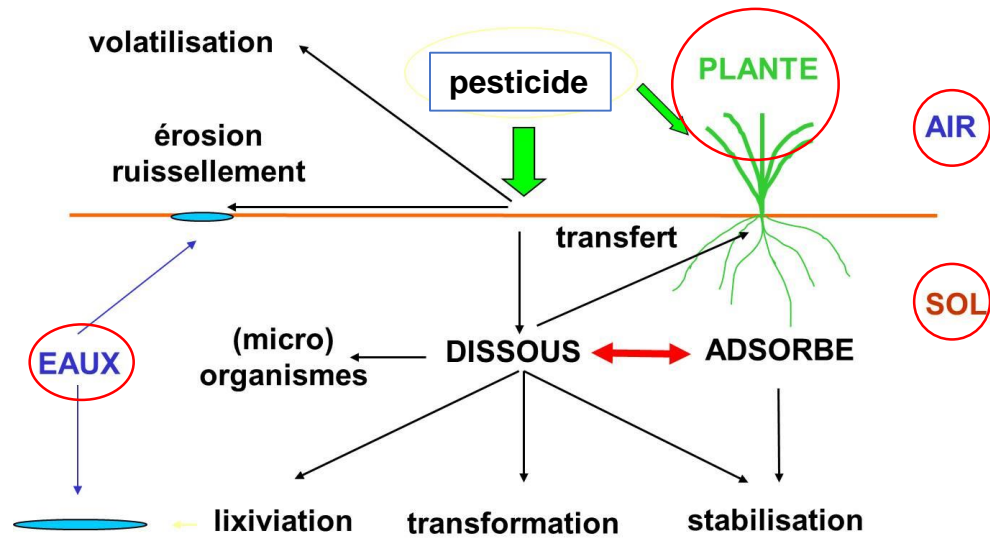 volatilisation
pesticide
PLANTE
AIR
érosion
ruissellement
transfert
SOL
EAUX
(micro)
organismes
DISSOUS
ADSORBE
lixiviation
transformation
stabilisation